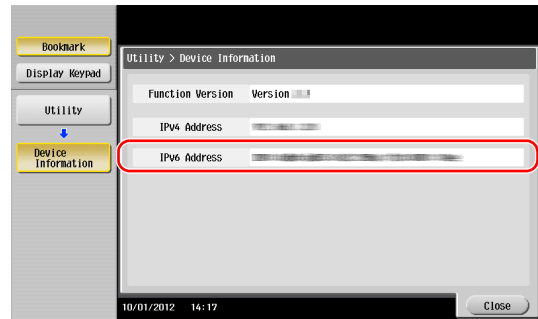 Bookmark
Display Keypad
Utility
Device
Information
Utility > Device Information
Function Version Version
IPv4 Address
IPv6 Address
10/01/2012 14:17
Close